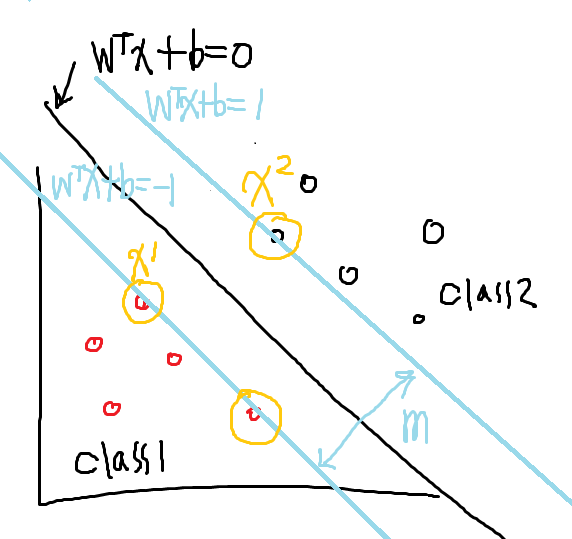 wᵀx+b=0
wᵀx+b=1
wᵀx+b=-1
x²
x¹
class2
m
class1